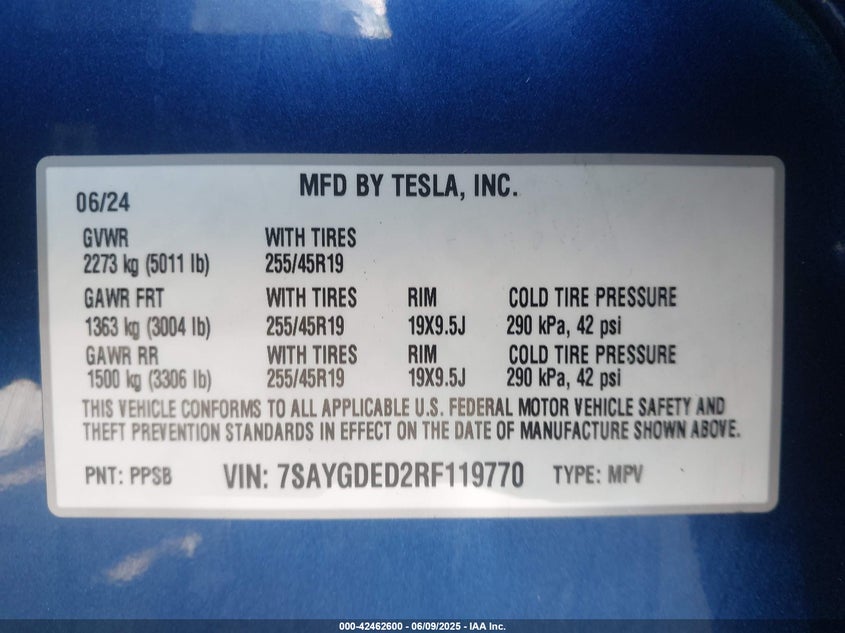 MFD BY TESLA, INC.
06/24
GVWR WITH TIRES
2273 kg (5011 lb) 255/45R19
GAWR FRT WITH TIRES RIM COLD TIRE PRESSURE
1363 kg (3004 lb) 255/45R19 19X9.5J 290 kPa, 42 psi
GAWR RR WITH TIRES RIM COLD TIRE PRESSURE
1500 kg (3306 lb) 255/45R19 19X9.5J 290 kPa, 42 psi
THIS VEHICLE CONFORMS TO ALL APPLICABLE U.S. FEDERAL MOTOR VEHICLE SAFETY AND
THEFT PREVENTION STANDARDS IN EFFECT ON THE DATE OF MANUFACTURE SHOWN ABOVE.
PNT: PPSB VIN: 7SAYGDED2RF119770 TYPE: MPV
000-42462600 - 06/09/2025 - IAA Inc.